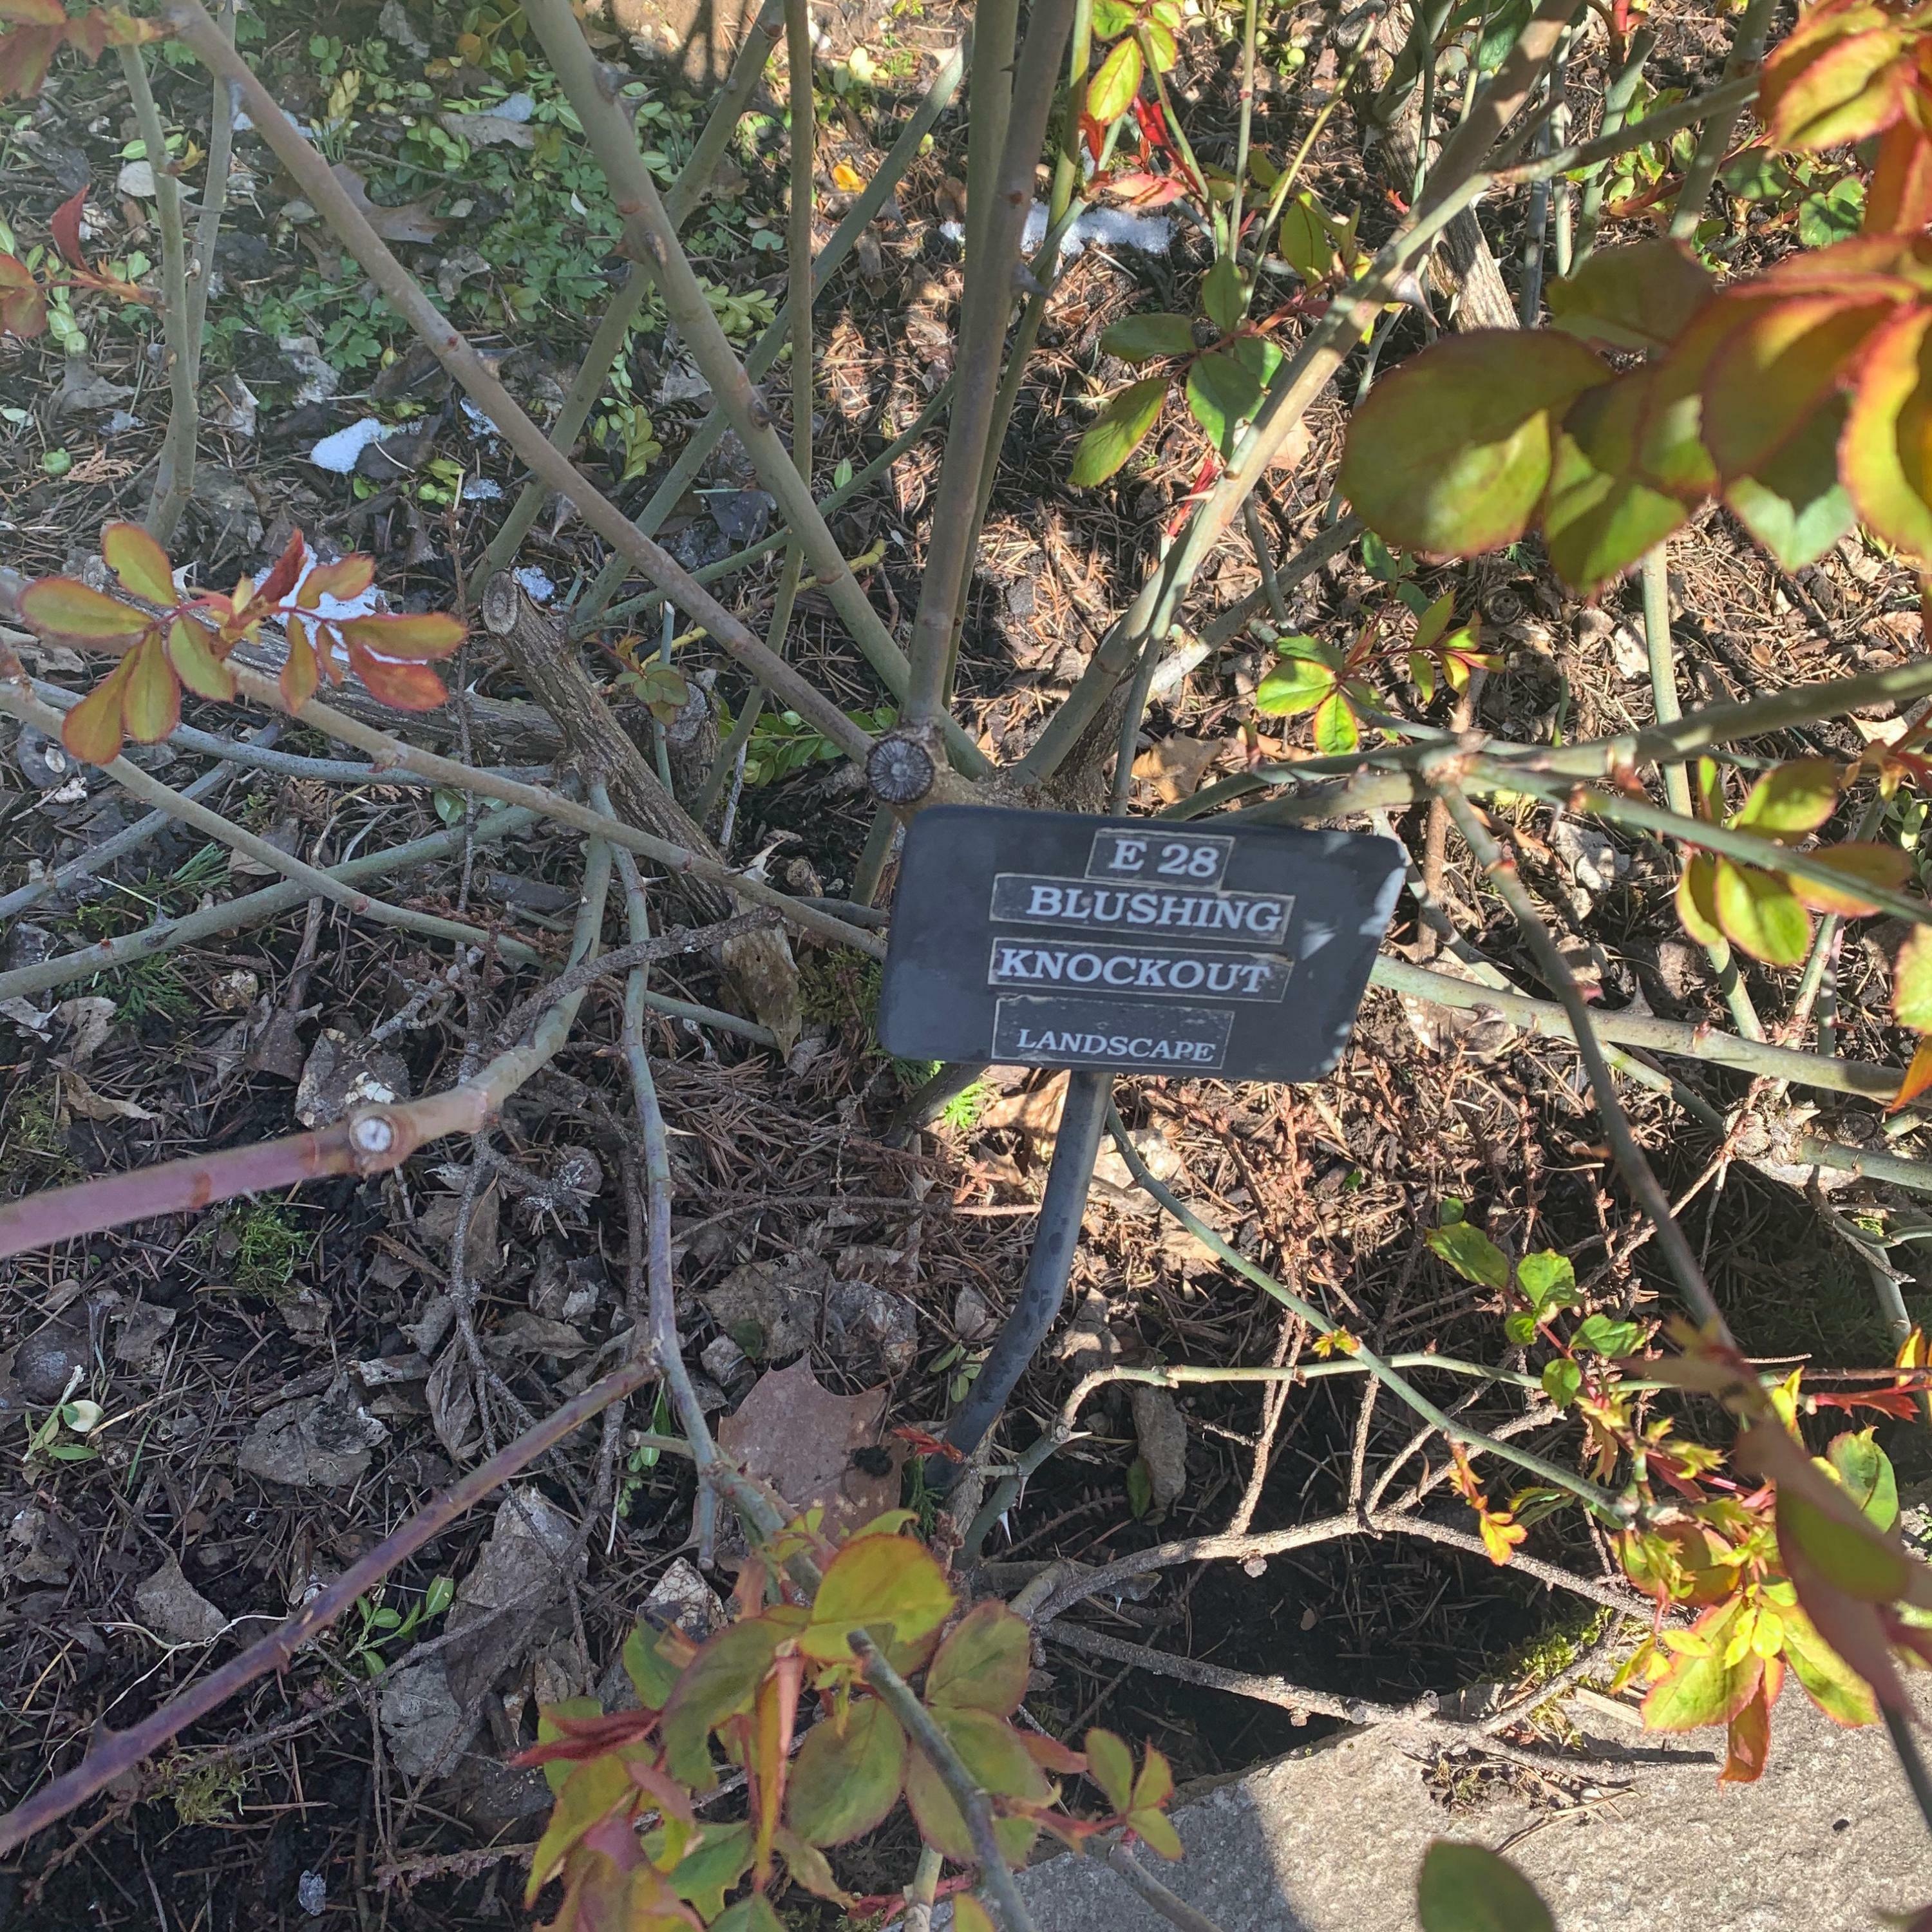 E 28
BLUSHING
KNOCKOUT
LANDSCAPE